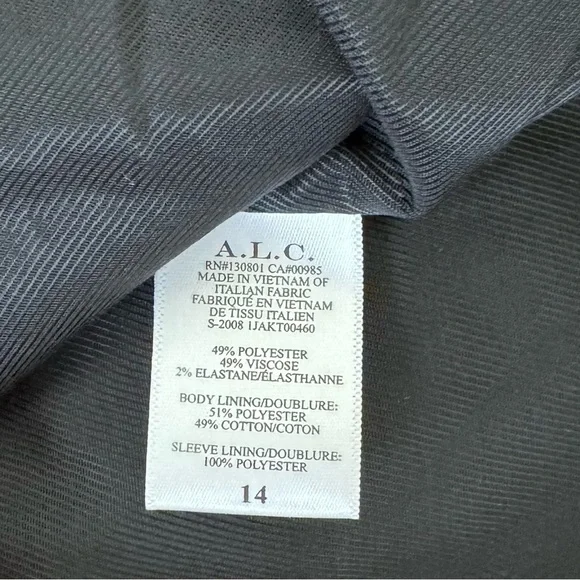 A.L.C.
RN#130801 CA#00985
MADE IN VIETNAM OF
ITALIAN FABRIC
FABRIQUÉ EN VIETNAM
DE TISSU ITALIEN
S-2008 1JAKT00460
49% POLYESTER
49% VISCOSE
2% ELASTANE/ÉLASTHANNE
BODY LINING/DOUBLURE:
51% POLYESTER
49% COTTON/COTON
SLEEVE LINING/DOUBLURE:
100% POLYESTER
14